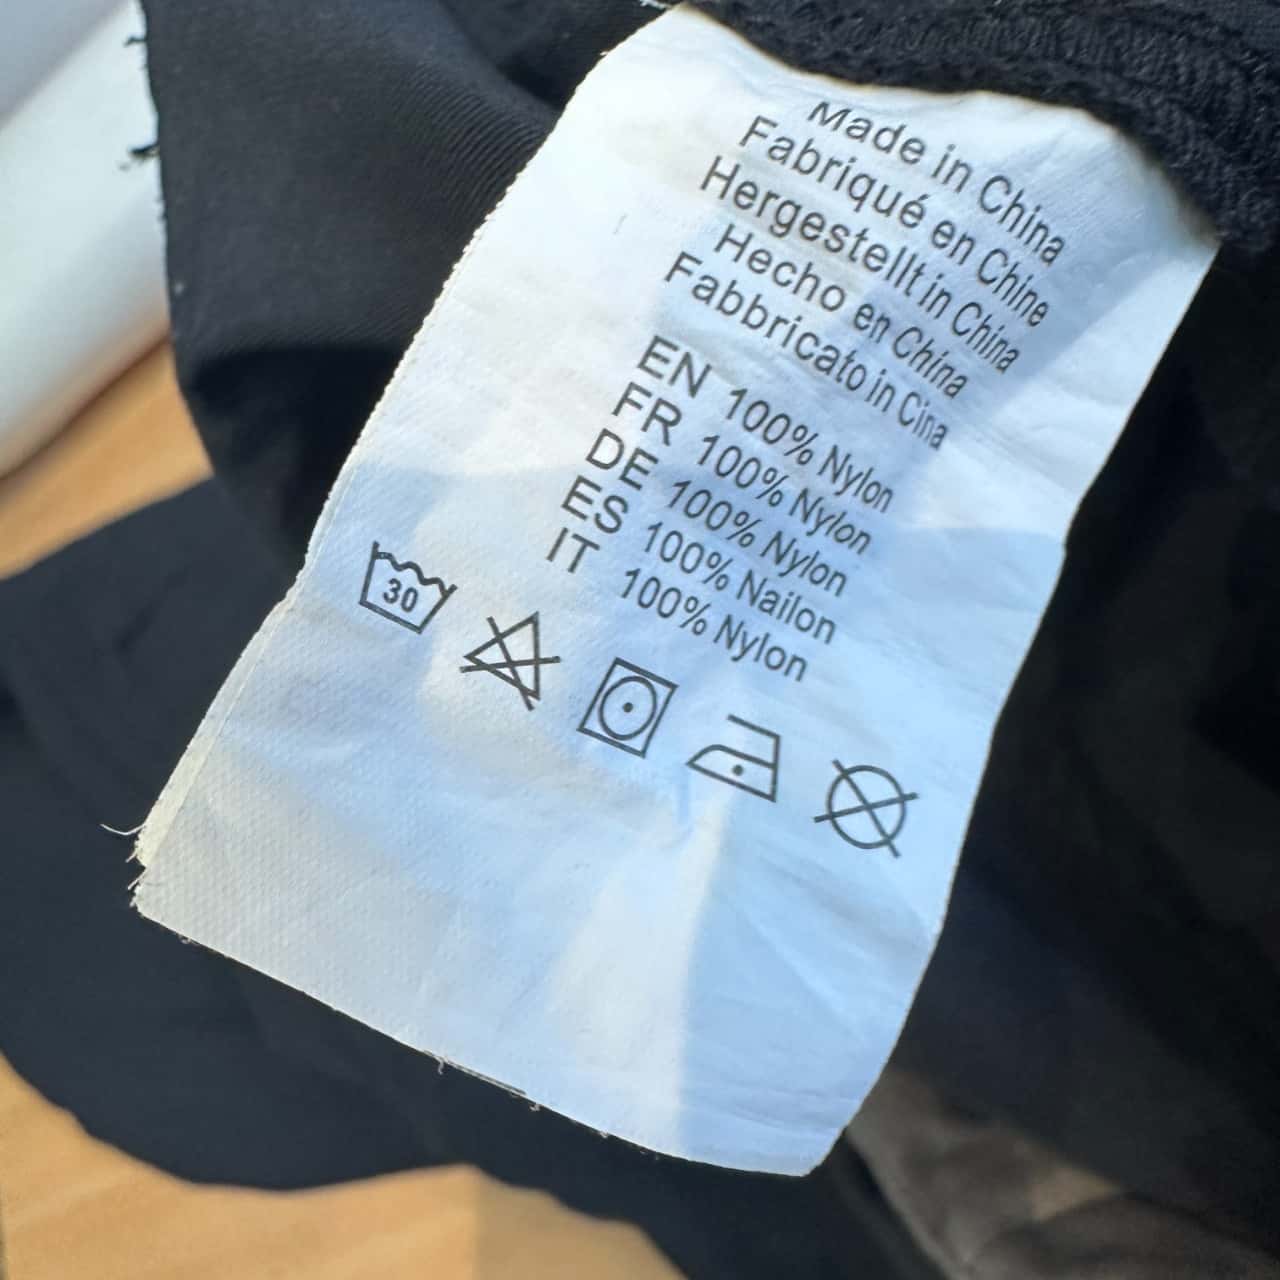 Made in China
Fabriqué en Chine
Hergestellt in China
Hecho en China
Fabbricato in Cina
EN 100% Nylon
FR 100% Nylon
DE 100% Nylon
ES 100% Nailon
IT 100% Nylon
30